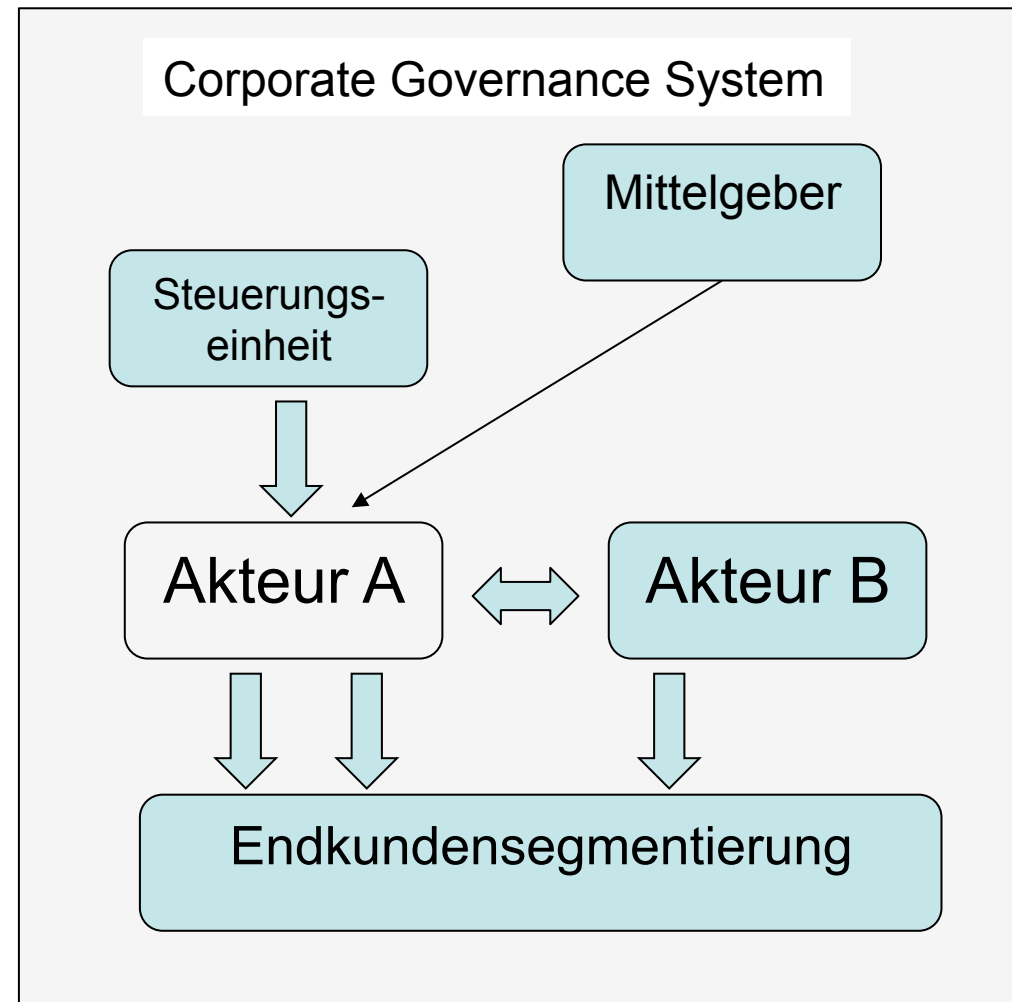 Corporate Governance System
Mittelgeber
Steuerungs-
einheit
Akteur A
Akteur B
Endkundensegmentierung